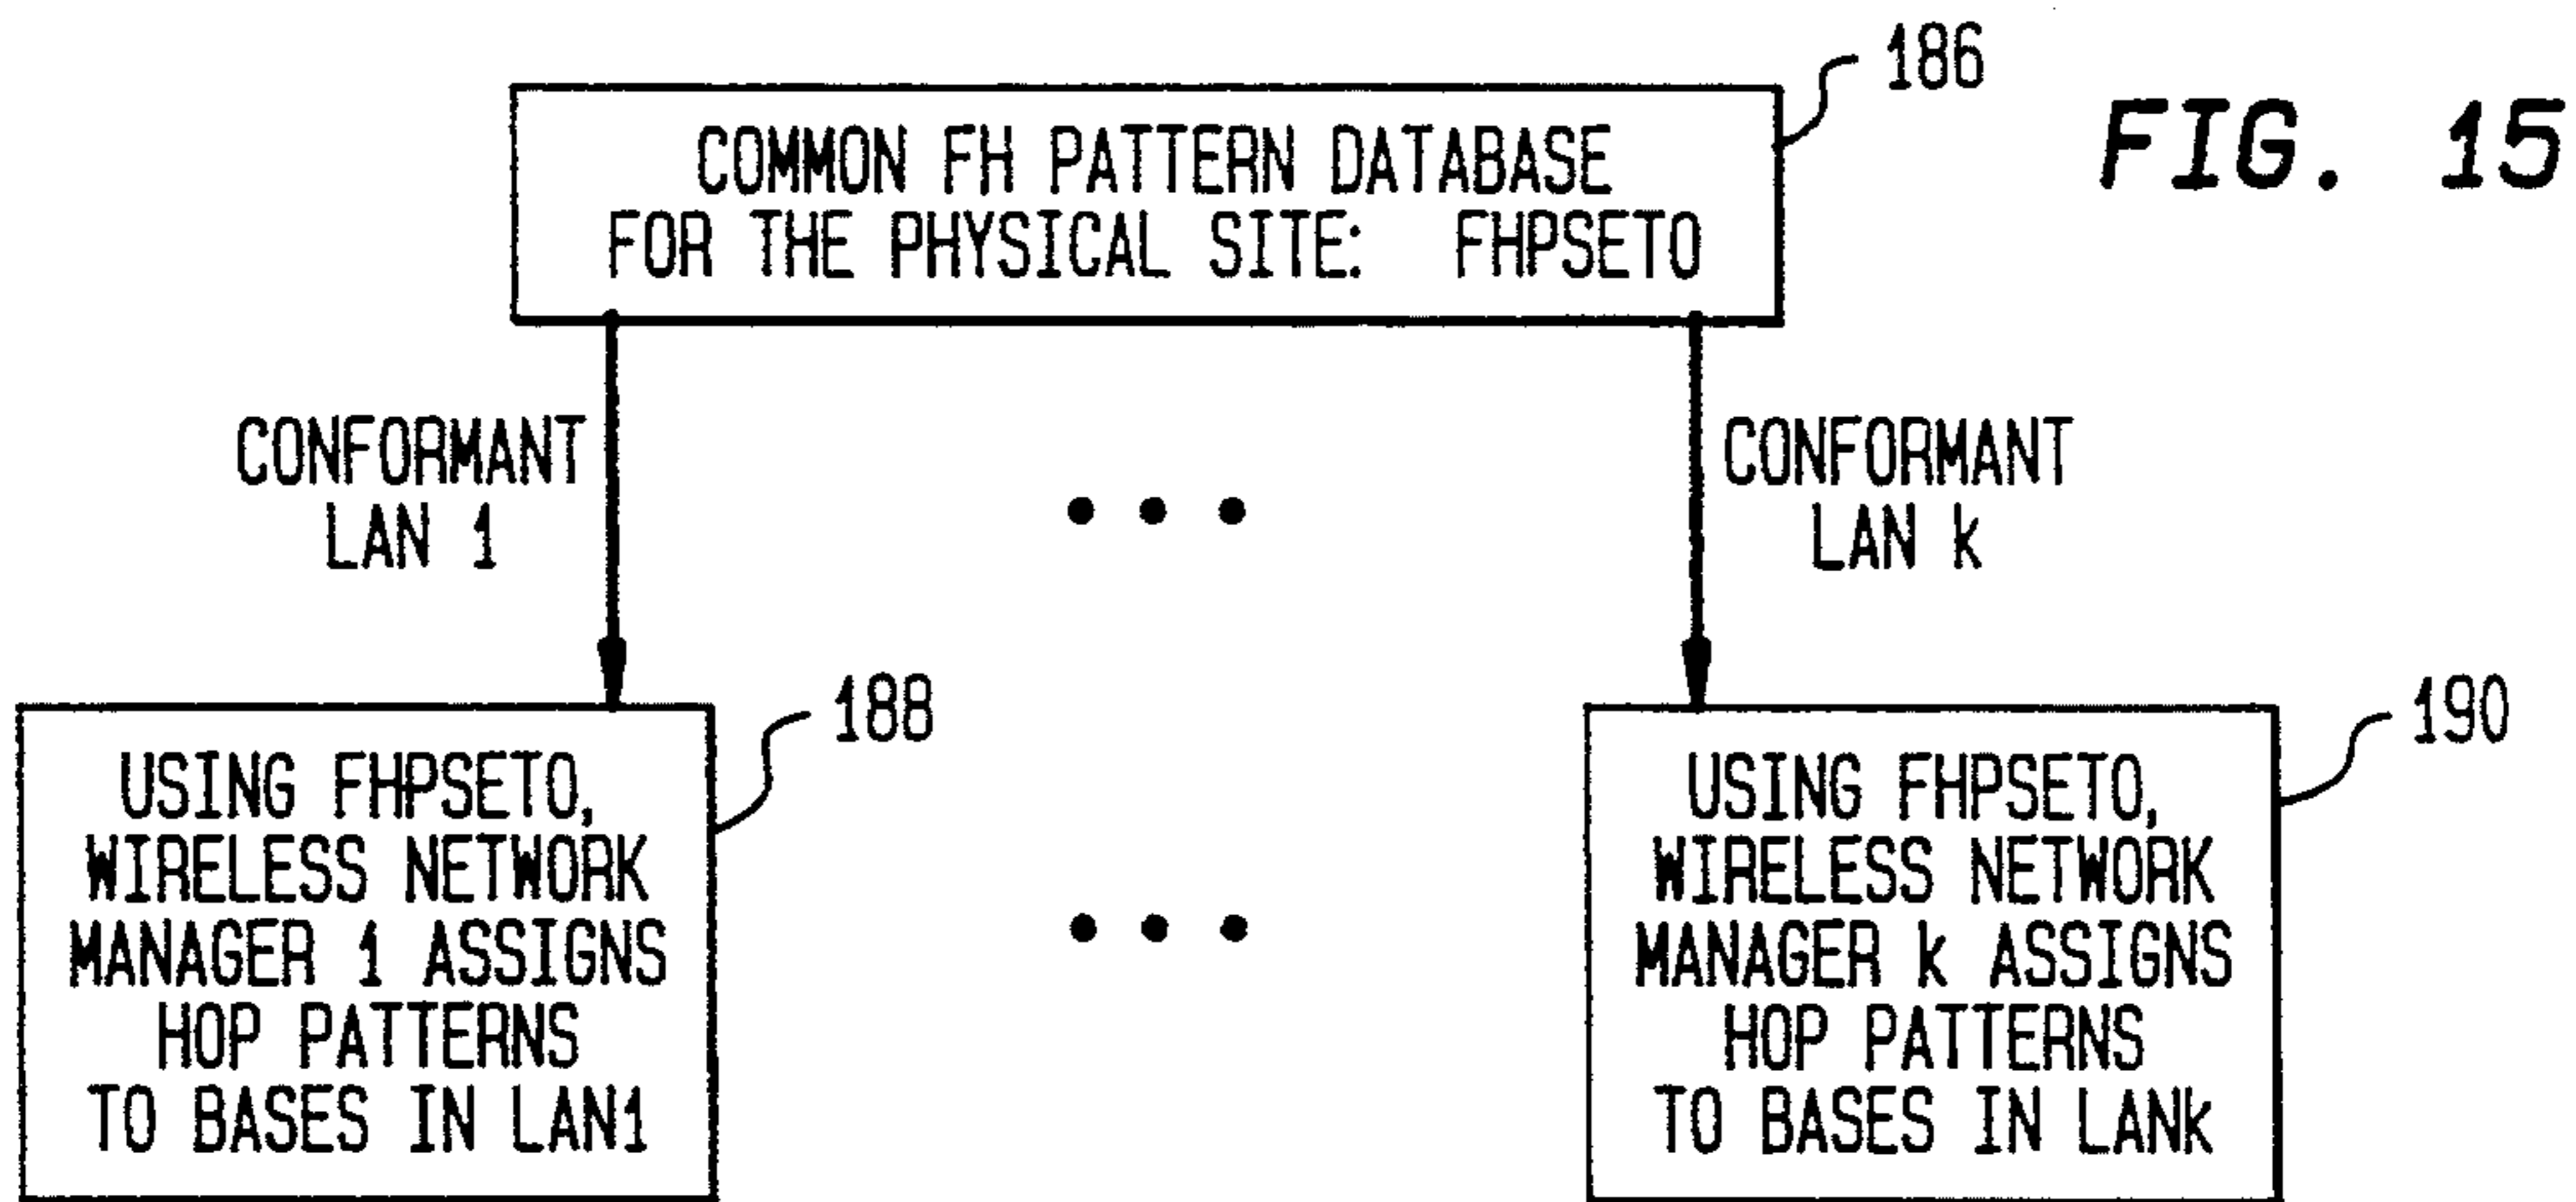 186
FIG. 15
COMMON FH PATTERN DATABASE
FOR THE PHYSICAL SITE: FHPSET0
CONFORMANT
LAN 1
CONFORMANT
LAN k
188
USING FHPSET0,
WIRELESS NETWORK
MANAGER 1 ASSIGNS
HOP PATTERNS
TO BASES IN LAN1
190
USING FHPSET0,
WIRELESS NETWORK
MANAGER k ASSIGNS
HOP PATTERNS
TO BASES IN LANk